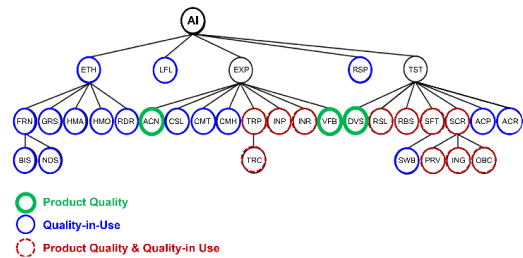 AI
ETH LFL EXP RSP TST
FRN GRS HMA HMO RDR ACN CSL CMT CMH TRP INP INR VFB DVS RSL RBS SFT SCR ACP ACR
BIS NDS TRC SWB PRV ING OBC
Product Quality
Quality-in-Use
Product Quality & Quality-in Use